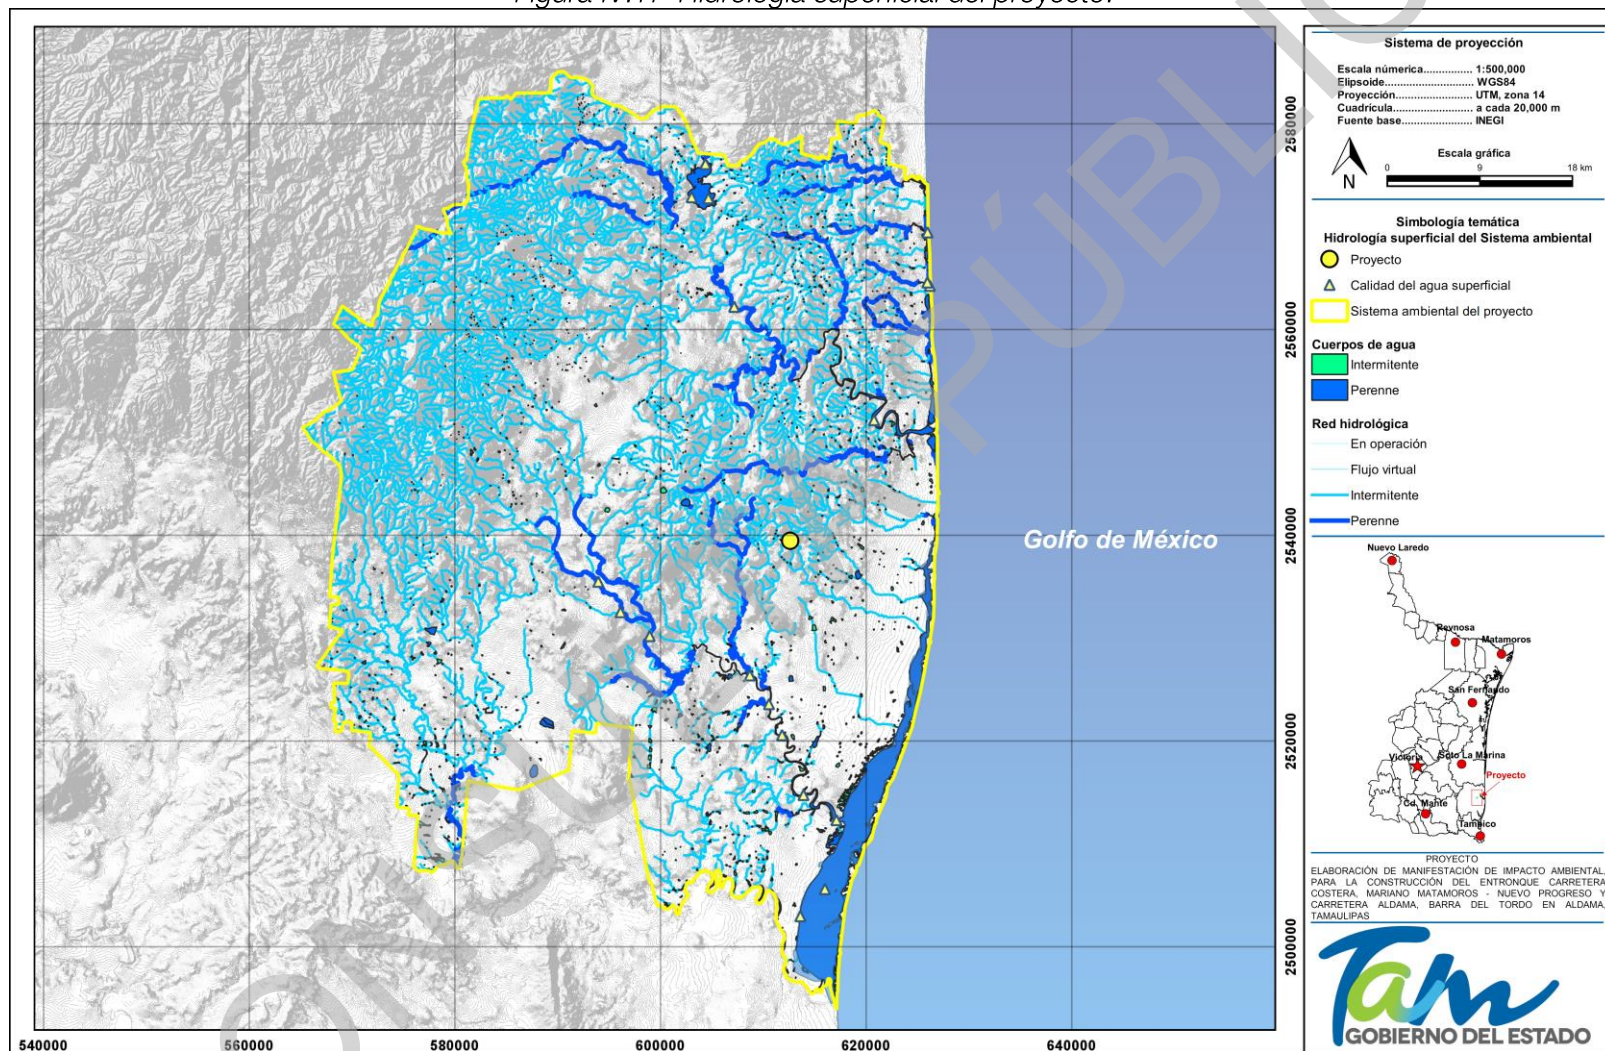 Figura IV.17 Hidrología superficial del proyecto.
Sistema de proyección
Escala númerica................ 1:500,000
Elipsoide.......................... WGS84
Proyección....................... UTM, zona 14
Cuadrícula........................ a cada 20,000 m
Fuente base...................... INEGI
Escala gráfica
0 9 18 km
N
Simbología temática
Hidrología superficial del Sistema ambiental
Proyecto
Calidad del agua superficial
Sistema ambiental del proyecto
Cuerpos de agua
Intermitente
Perenne
Red hidrológica
En operación
Flujo virtual
Intermitente
Perenne
Golfo de México
2580000
2560000
2540000
2520000
2500000
540000 560000 580000 600000 620000 640000
Nuevo Laredo
Reynosa
Matamoros
San Fernando
Victoria
Soto La Marina
Proyecto
Cd. Mante
Tampico
PROYECTO
ELABORACIÓN DE MANIFESTACIÓN DE IMPACTO AMBIENTAL,
PARA LA CONSTRUCCIÓN DEL ENTRONQUE CARRETERA
COSTERA, MARIANO MATAMOROS - NUEVO PROGRESO Y
CARRETERA ALDAMA, BARRA DEL TORDO EN ALDAMA,
TAMAULIPAS
Tam
GOBIERNO DEL ESTADO